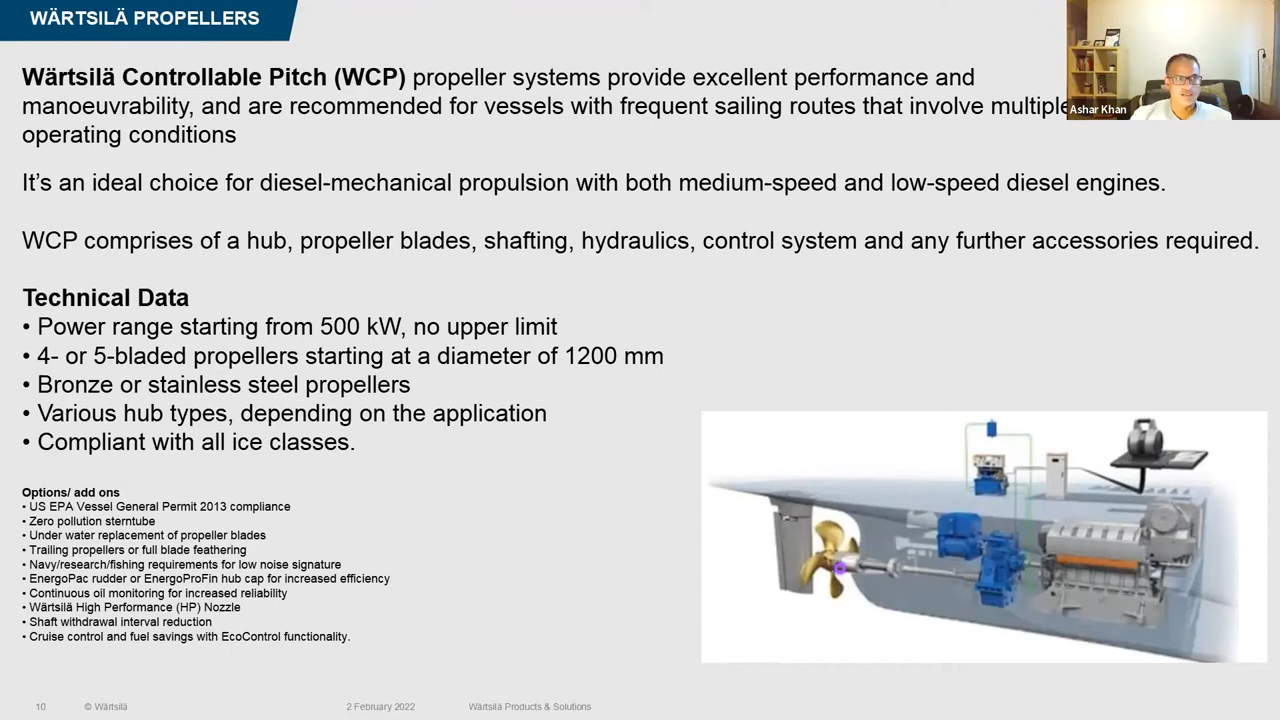 WÄRTSILÄ PROPELLERS
Wärtsilä Controllable Pitch (WCP) propeller systems provide excellent performance and
manoeuvrability, and are recommended for vessels with frequent sailing routes that involve multiple
operating conditions
Ashar Khan
It's an ideal choice for diesel-mechanical propulsion with both medium-speed and low-speed diesel engines.
WCP comprises of a hub, propeller blades, shafting, hydraulics, control system and any further accessories required.
Technical Data
• Power range starting from 500 kW, no upper limit
• 4- or 5-bladed propellers starting at a diameter of 1200 mm
• Bronze or stainless steel propellers
• Various hub types, depending on the application
• Compliant with all ice classes.
Options/ add ons
• US EPA Vessel General Permit 2013 compliance
• Zero pollution sterntube
• Under water replacement of propeller blades
• Trailing propellers or full blade feathering
• Navy/research/fishing requirements for low noise signature
• EnergoPac rudder or EnergoProFin hub cap for increased efficiency
• Continuous oil monitoring for increased reliability
• Wärtsilä High Performance (HP) Nozzle
• Shaft withdrawal interval reduction
• Cruise control and fuel savings with EcoControl functionality.
10 © Wärtsilä 2 February 2022 Wärtsilä Products & Solutions